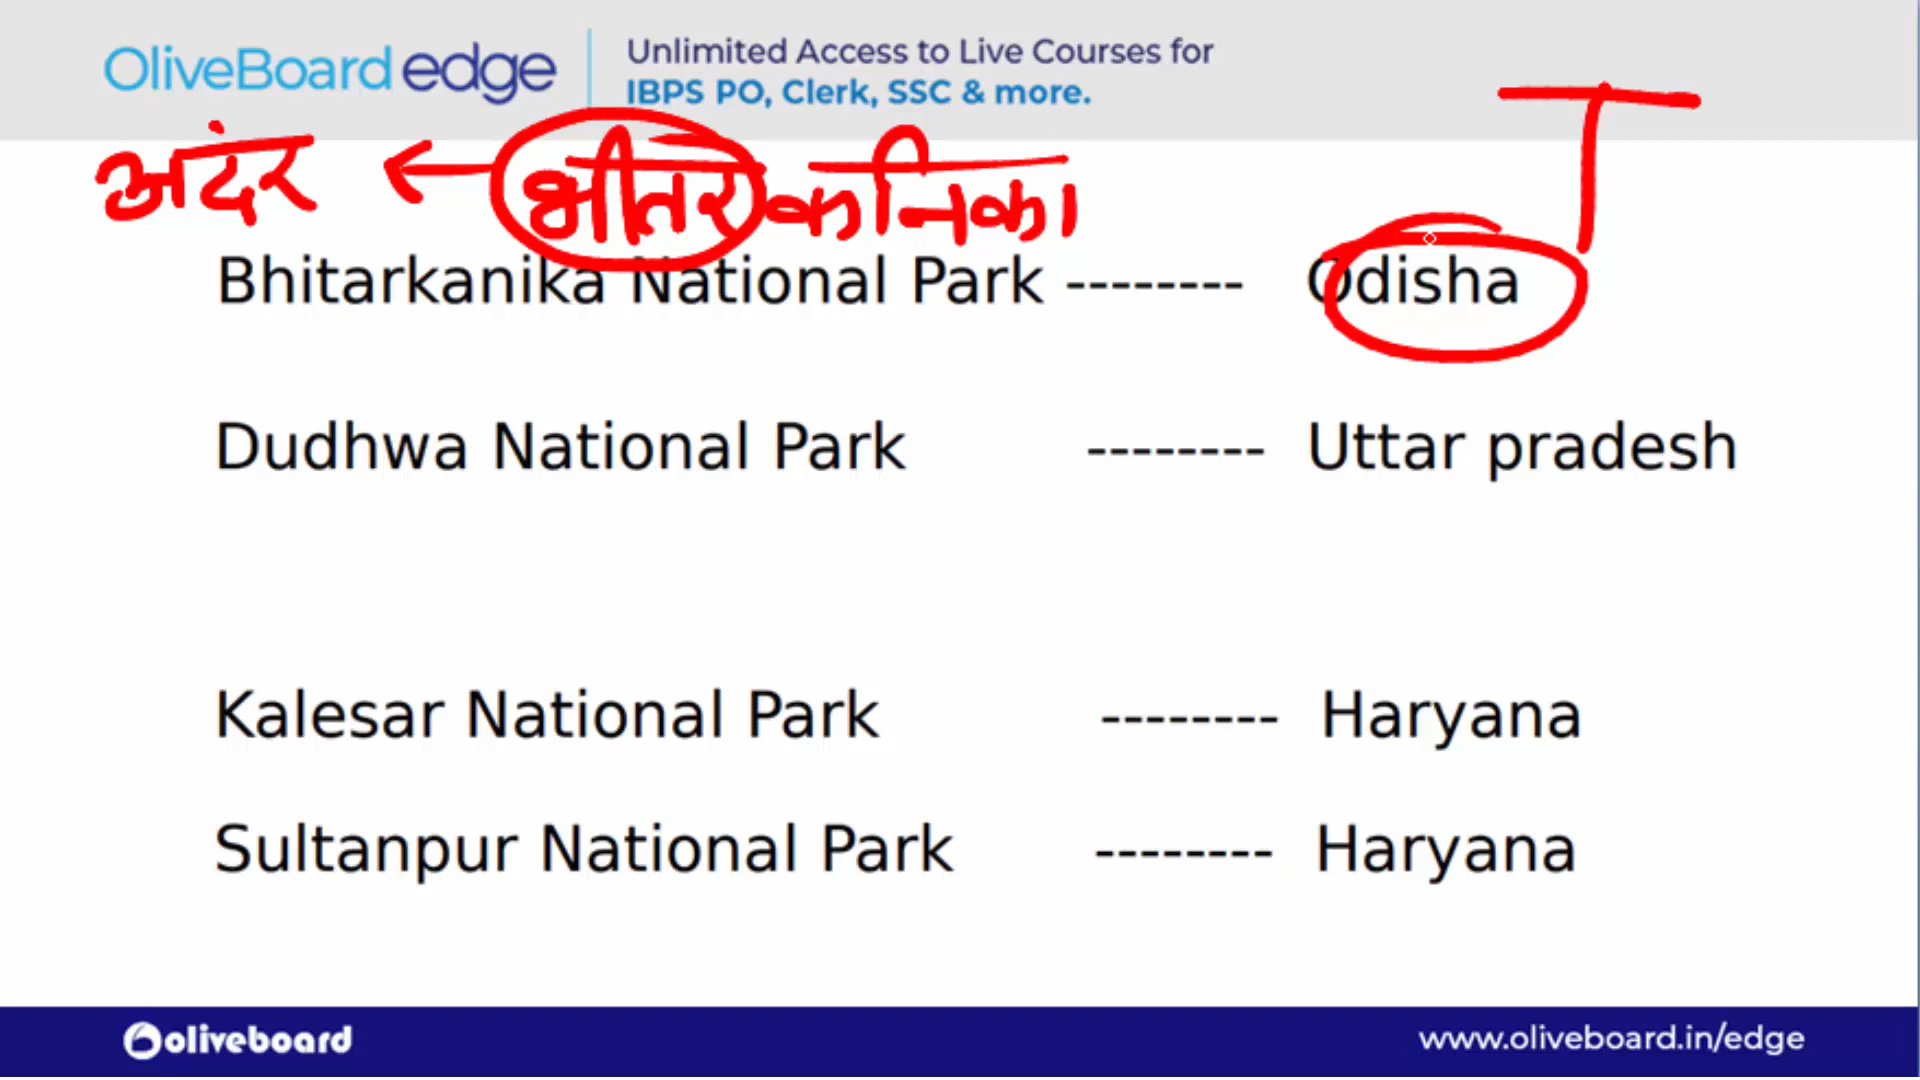 OliveBoard edge
Unlimited Access to Live Courses for
IBPS PO, Clerk, SSC & more.
अंदर ← भीतरकनिका
Bhitarkanika National Park -------- Odisha
Dudhwa National Park -------- Uttar pradesh
Kalesar National Park -------- Haryana
Sultanpur National Park -------- Haryana
oliveboard
www.oliveboard.in/edge